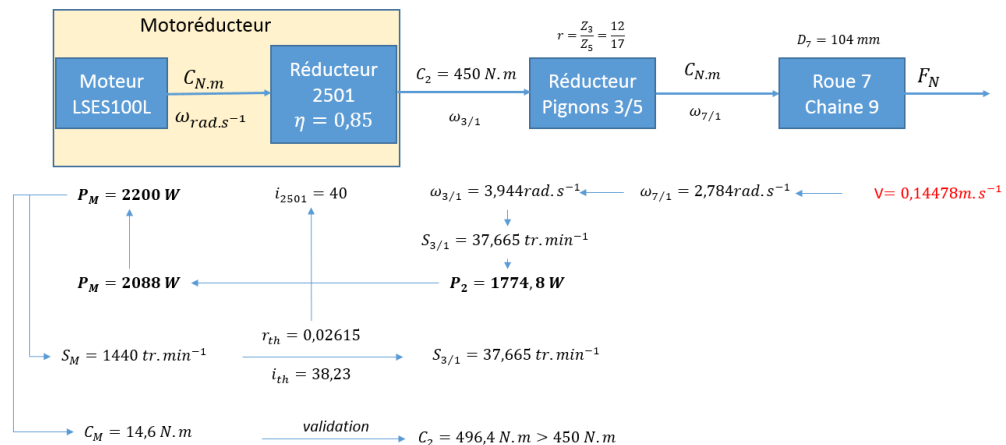 Motoréducteur
r = Z_3/Z_5 = 12/17
D_7 = 104 mm
Moteur
LSES100L
C_{N.m}
ω_{rad.s^{-1}}
Réducteur
2501
η = 0,85
C_2 = 450 N.m
ω_{3/1}
Réducteur
Pignons 3/5
C_{N.m}
ω_{7/1}
Roue 7
Chaine 9
F_N
P_M = 2200 W
i_{2501} = 40
ω_{3/1} = 3,944rad.s^{-1}
ω_{7/1} = 2,784rad.s^{-1}
V= 0,14478m.s^{-1}
S_{3/1} = 37,665 tr.min^{-1}
P_M = 2088 W
P_2 = 1774,8 W
r_{th} = 0,02615
S_M = 1440 tr.min^{-1}
S_{3/1} = 37,665 tr.min^{-1}
i_{th} = 38,23
C_M = 14,6 N.m
validation
C_2 = 496,4 N.m > 450 N.m